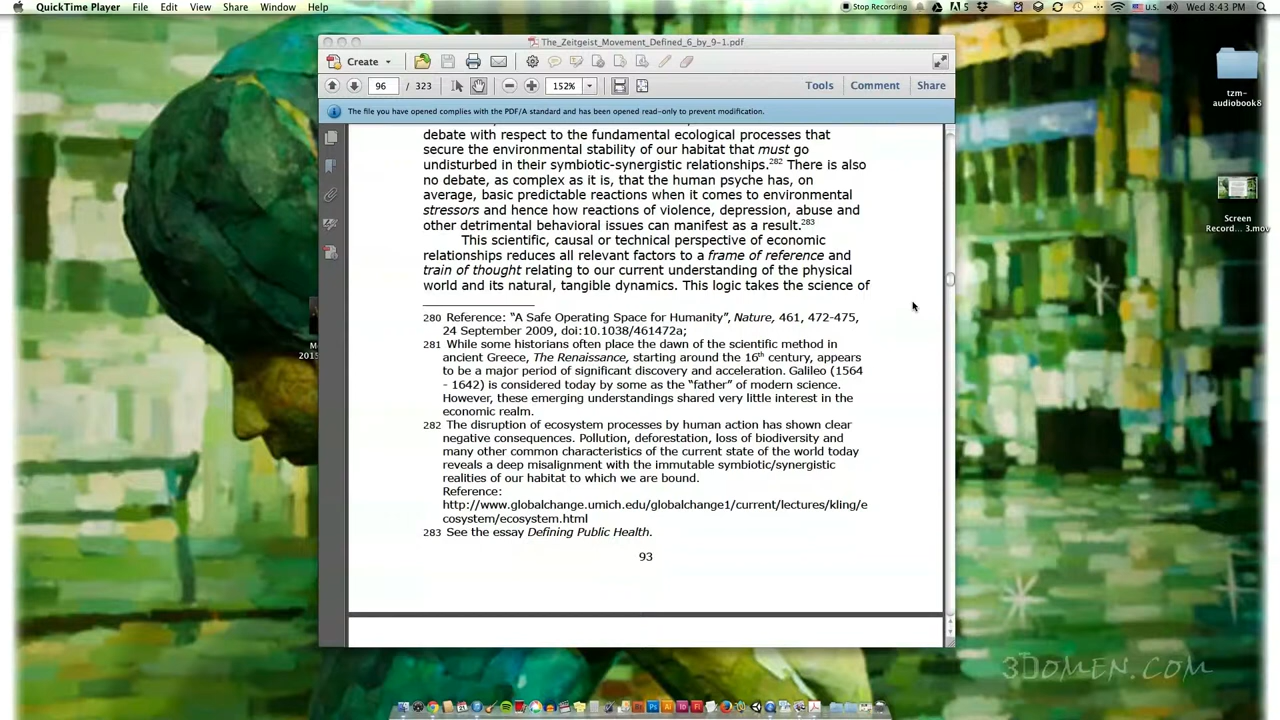 QuickTime Player File Edit View Share Window Help Stop Recording 5 U.S. Wed 8:43 PM
The_Zeitgeist_Movement_Defined_6_by_9-1.pdf
Create
96 / 323 152% Tools Comment Share
The file you have opened complies with the PDF/A standard and has been opened read-only to prevent modification.
debate with respect to the fundamental ecological processes that
secure the environmental stability of our habitat that must go
undisturbed in their symbiotic-synergistic relationships.282 There is also
no debate, as complex as it is, that the human psyche has, on
average, basic predictable reactions when it comes to environmental
stressors and hence how reactions of violence, depression, abuse and
other detrimental behavioral issues can manifest as a result.283
This scientific, causal or technical perspective of economic
relationships reduces all relevant factors to a frame of reference and
train of thought relating to our current understanding of the physical
world and its natural, tangible dynamics. This logic takes the science of
280 Reference: “A Safe Operating Space for Humanity”, Nature, 461, 472-475,
24 September 2009, doi:10.1038/461472a;
281 While some historians often place the dawn of the scientific method in
ancient Greece, The Renaissance, starting around the 16th century, appears
to be a major period of significant discovery and acceleration. Galileo (1564
- 1642) is considered today by some as the “father” of modern science.
However, these emerging understandings shared very little interest in the
economic realm.
282 The disruption of ecosystem processes by human action has shown clear
negative consequences. Pollution, deforestation, loss of biodiversity and
many other common characteristics of the current state of the world today
reveals a deep misalignment with the immutable symbiotic/synergistic
realities of our habitat to which we are bound.
Reference:
http://www.globalchange.umich.edu/globalchange1/current/lectures/kling/e
cosystem/ecosystem.html
283 See the essay Defining Public Health.
93
tzm-
audiobook8
Screen
Record... 3.mov
3DOMEN.COM